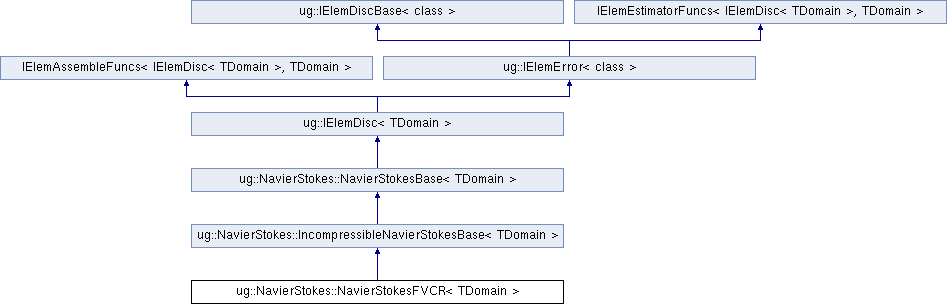 ug::IElemDiscBase< class >
IElemEstimatorFuncs< IElemDisc< TDomain >, TDomain >
IElemAssembleFuncs< IElemDisc< TDomain >, TDomain >
ug::IElemError< class >
ug::IElemDisc< TDomain >
ug::NavierStokes::NavierStokesBase< TDomain >
ug::NavierStokes::IncompressibleNavierStokesBase< TDomain >
ug::NavierStokes::NavierStokesFVCR< TDomain >